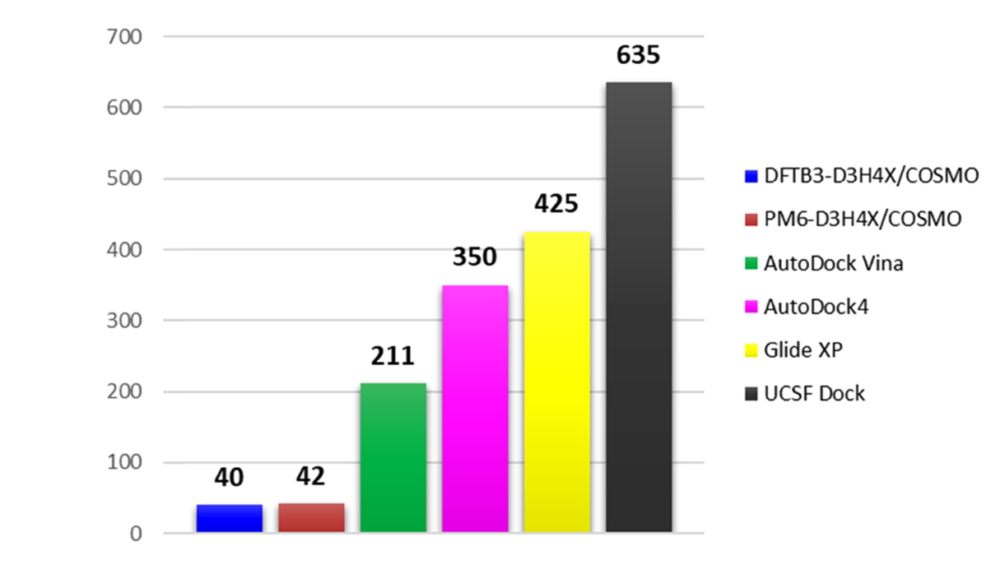 700
600
500
400
300
200
100
0
40
42
211
350
425
635
DFTB3-D3H4X/COSMO
PM6-D3H4X/COSMO
AutoDock Vina
AutoDock4
Glide XP
UCSF Dock